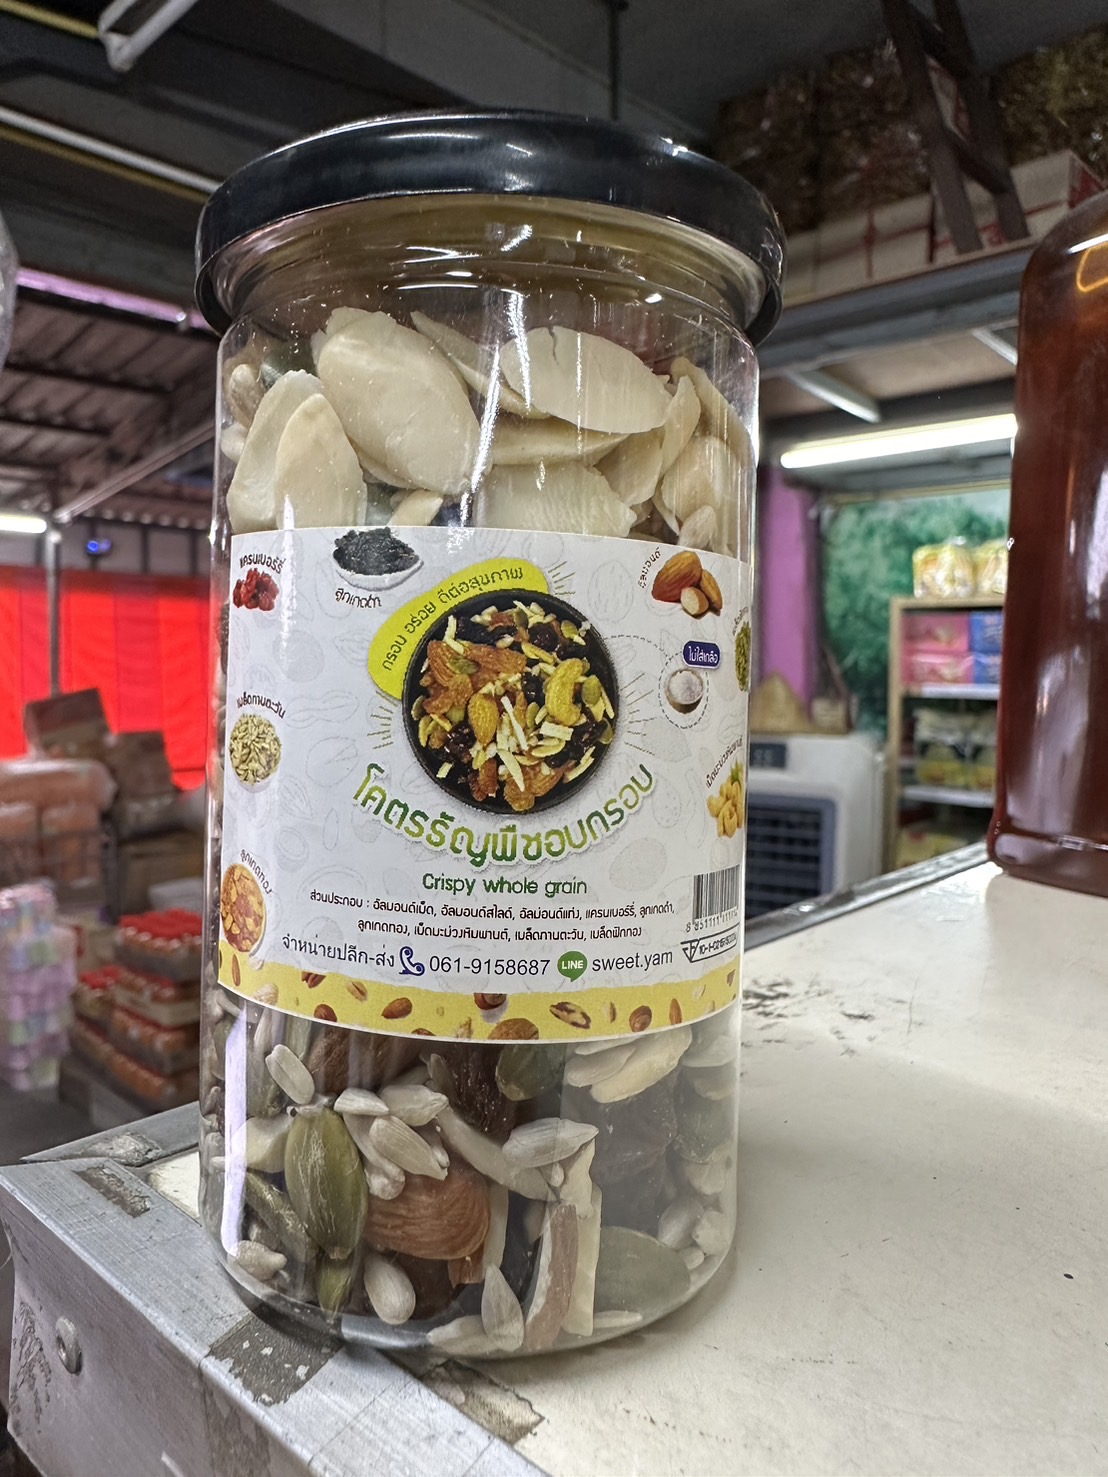 แครนเบอร์รี่
ลูกเกดดำ
กรอบ อร่อย ดีต่อสุขภาพ
อัลมอนด์
ไม่ใส่เกลือ
เมล็ดทานตะวัน
ลูกเกดทอง
โคตรธัญพืชอบกรอบ
Crispy whole grain
ส่วนประกอบ : อัลมอนด์เม็ด, อัลมอนด์สไลด์, อัลม่อนด์แท่ง, แครนเบอร์รี่, ลูกเกดดำ,
ลูกเกดทอง, เม็ดมะม่วงหิมพานต์, เมล็ดทานตะวัน, เมล็ดฟักทอง
จำหน่ายปลีก-ส่ง 061-9158687 LINE sweet.yam